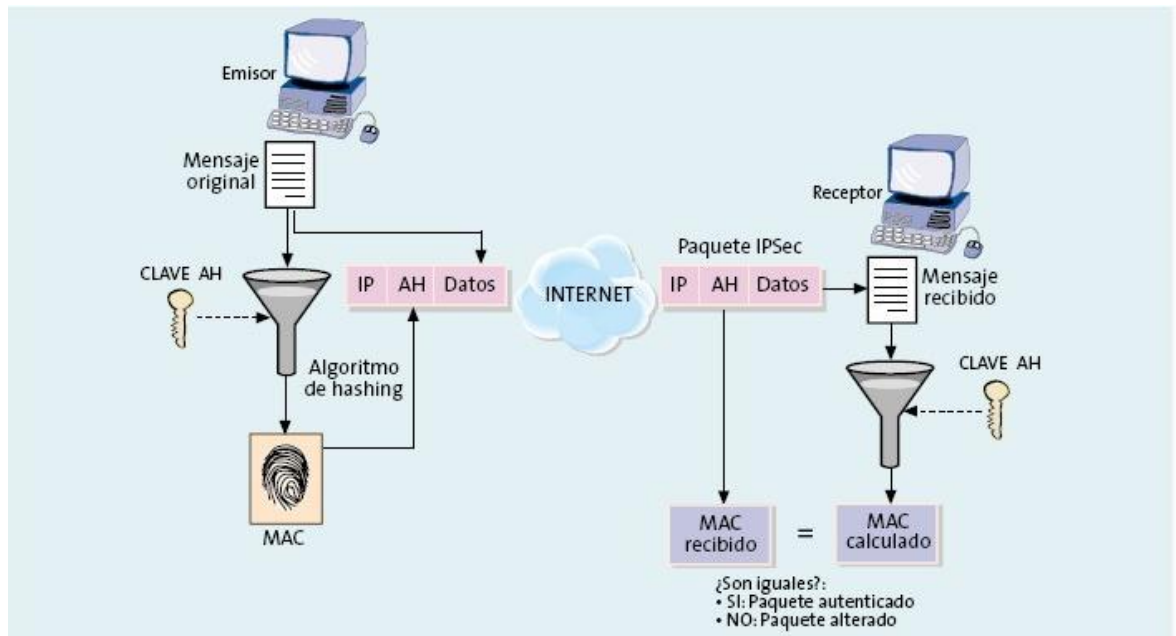 Emisor
Mensaje
original
CLAVE AH
IP AH Datos
Algoritmo
de hashing
MAC
INTERNET
Paquete IPSec
IP AH Datos
Receptor
Mensaje
recibido
CLAVE AH
MAC
recibido
=
MAC
calculado
¿Son iguales?:
• SI: Paquete autenticado
• NO: Paquete alterado